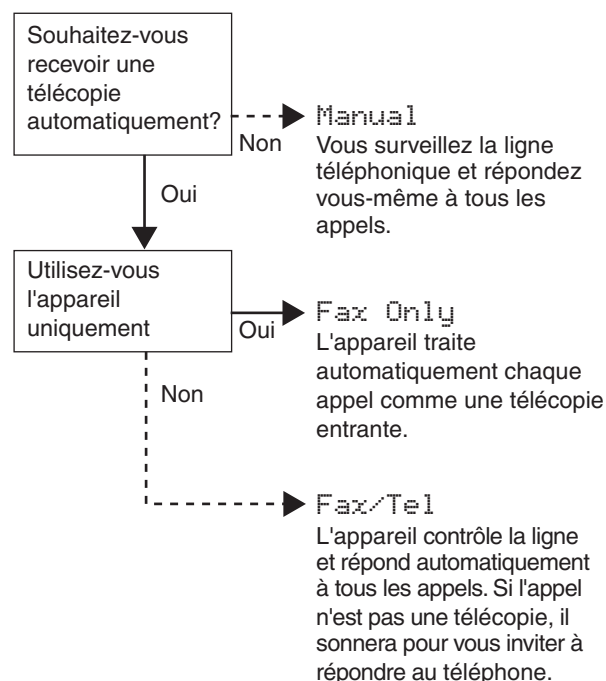 Souhaitez-vous
recevoir une
télécopie
automatiquement?
Non
Manual
Vous surveillez la ligne
téléphonique et répondez
vous-même à tous les
appels.
Oui
Utilisez-vous
l'appareil
uniquement
Oui
Fax Only
L'appareil traite
automatiquement chaque
appel comme une télécopie
entrante.
Non
Fax/Tel
L'appareil contrôle la ligne
et répond automatiquement
à tous les appels. Si l'appel
n'est pas une télécopie, il
sonnera pour vous inviter à
répondre au téléphone.